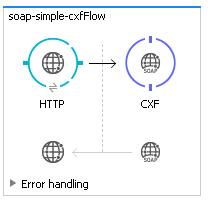 soap-simple-cxfFlow
SOAP
HTTP
CXF
SOAP
Error handling